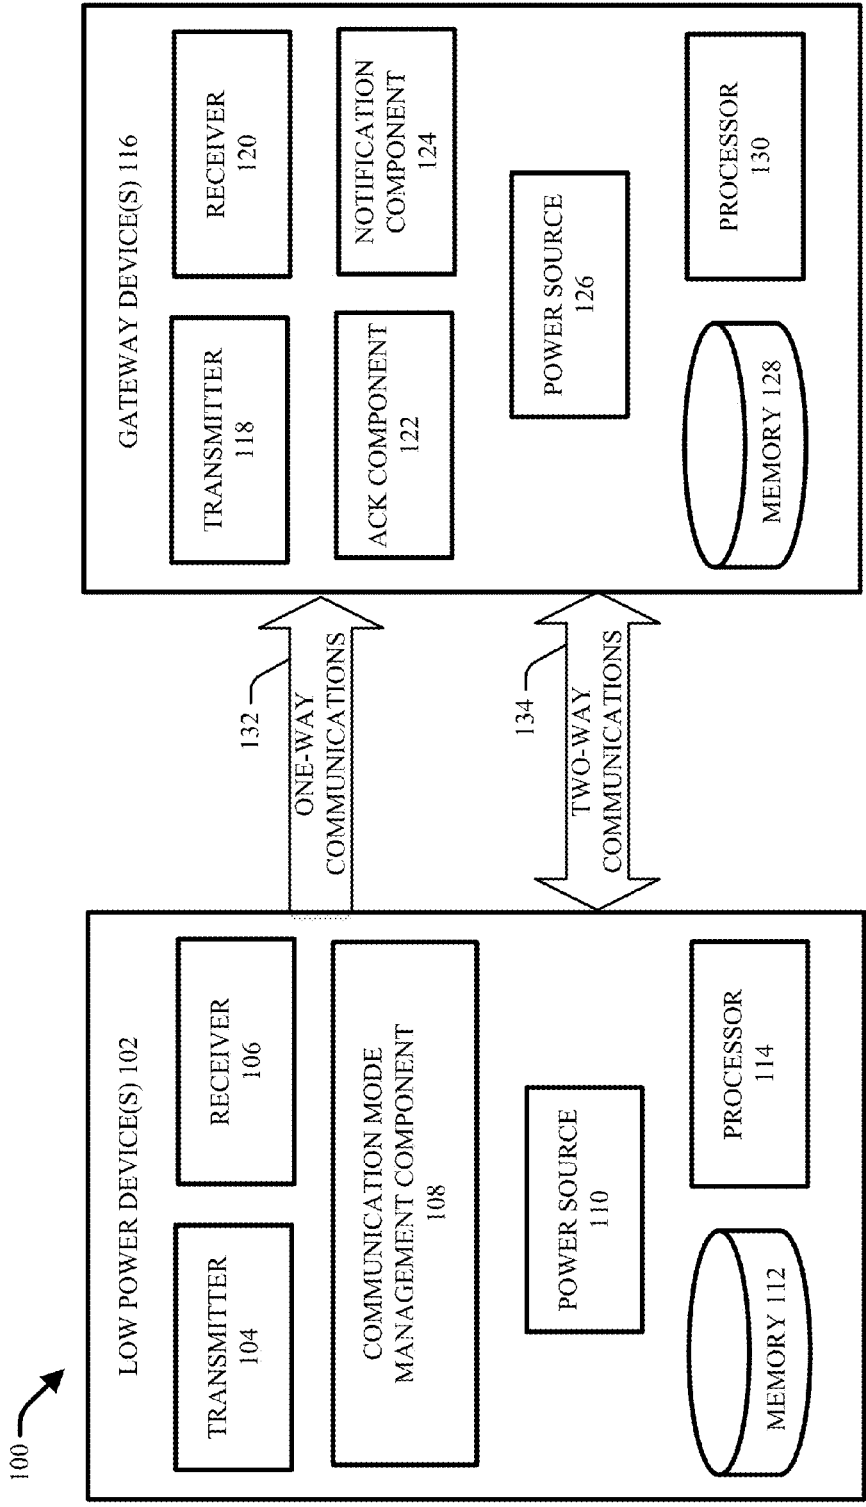 100
LOW POWER DEVICE(S) 102
TRANSMITTER
104
RECEIVER
106
COMMUNICATION MODE
MANAGEMENT COMPONENT
108
POWER SOURCE
110
MEMORY 112
PROCESSOR
114
132
ONE-WAY
COMMUNICATIONS
134
TWO-WAY
COMMUNICATIONS
GATEWAY DEVICE(S) 116
TRANSMITTER
118
RECEIVER
120
ACK COMPONENT
122
NOTIFICATION
COMPONENT
124
POWER SOURCE
126
MEMORY 128
PROCESSOR
130